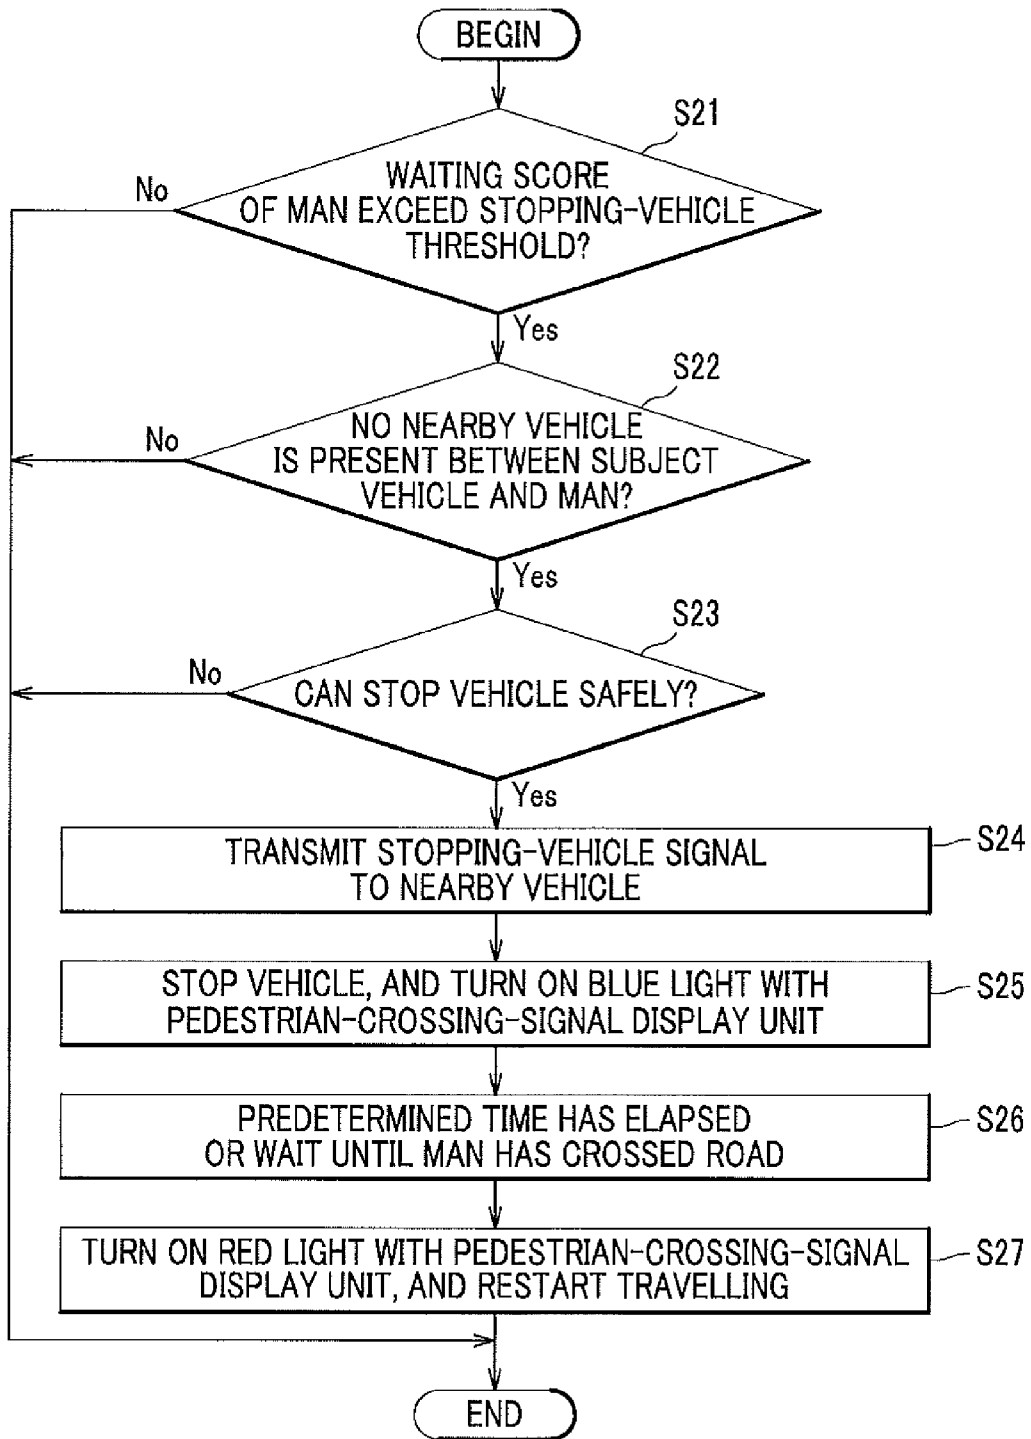 BEGIN
S21
WAITING SCORE
OF MAN EXCEED STOPPING-VEHICLE
THRESHOLD?
No
Yes
S22
NO NEARBY VEHICLE
IS PRESENT BETWEEN SUBJECT
VEHICLE AND MAN?
No
Yes
S23
CAN STOP VEHICLE SAFELY?
No
Yes
S24
TRANSMIT STOPPING-VEHICLE SIGNAL
TO NEARBY VEHICLE
S25
STOP VEHICLE, AND TURN ON BLUE LIGHT WITH
PEDESTRIAN-CROSSING-SIGNAL DISPLAY UNIT
S26
PREDETERMINED TIME HAS ELAPSED
OR WAIT UNTIL MAN HAS CROSSED ROAD
S27
TURN ON RED LIGHT WITH PEDESTRIAN-CROSSING-SIGNAL
DISPLAY UNIT, AND RESTART TRAVELLING
END